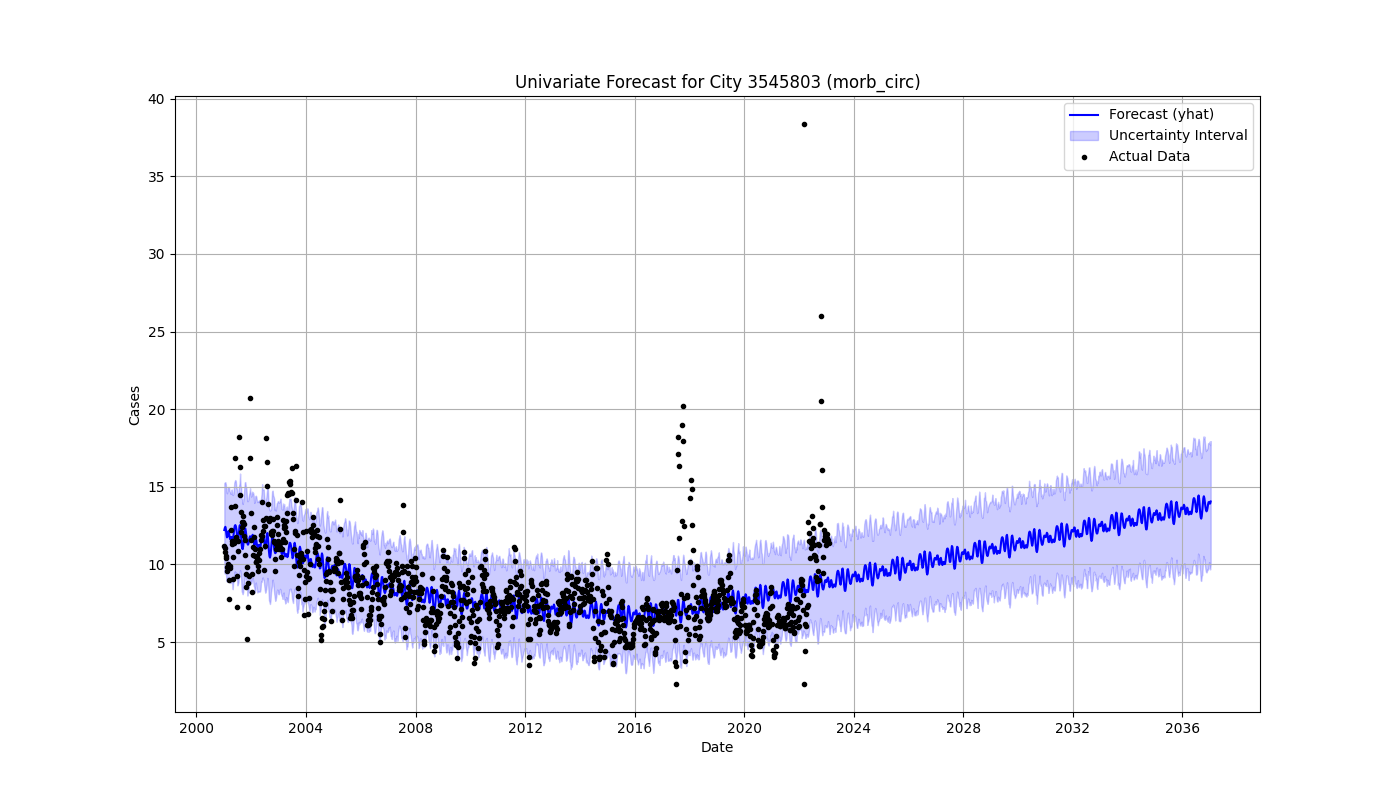 Univariate Forecast for City 3545803 (morb_circ)
Forecast (yhat)
Uncertainty Interval
Actual Data
Cases
40
35
30
25
20
15
10
5
2000 2004 2008 2012 2016 2020 2024 2028 2032 2036
Date